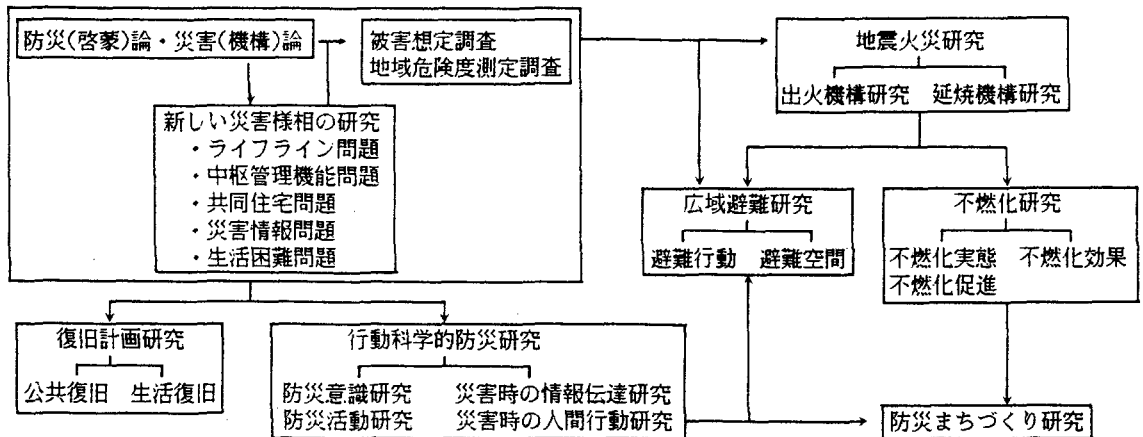 防災(啓蒙)論・災害(機構)論
被害想定調査
地域危険度測定調査
新しい災害様相の研究
・ライフライン問題
・中枢管理機能問題
・共同住宅問題
・災害情報問題
・生活困難問題
地震火災研究
出火機構研究 延焼機構研究
広域避難研究
避難行動 避難空間
不燃化研究
不燃化実態 不燃化効果
不燃化促進
復旧計画研究
公共復旧 生活復旧
行動科学的防災研究
防災意識研究 災害時の情報伝達研究
防災活動研究 災害時の人間行動研究
防災まちづくり研究